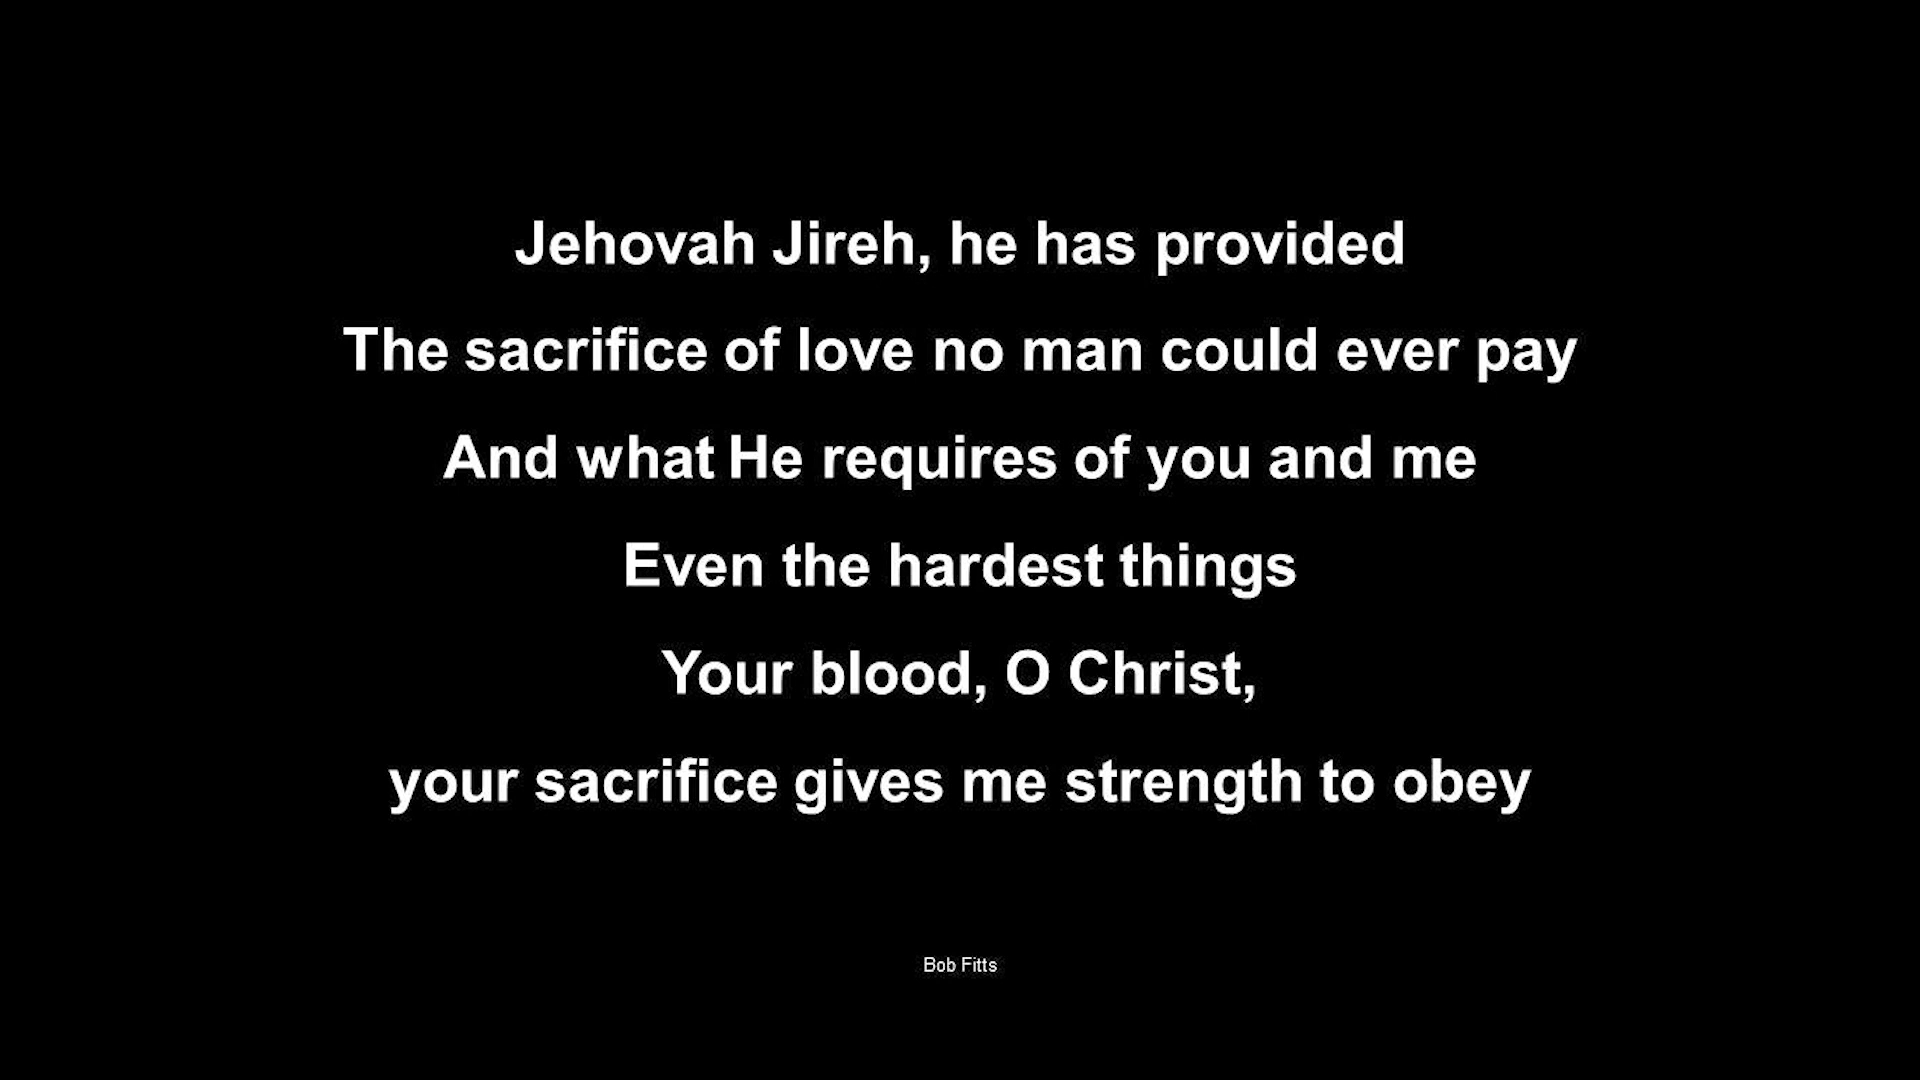 Jehovah Jireh, he has provided
The sacrifice of love no man could ever pay
And what He requires of you and me
Even the hardest things
Your blood, O Christ,
your sacrifice gives me strength to obey
Bob Fitts